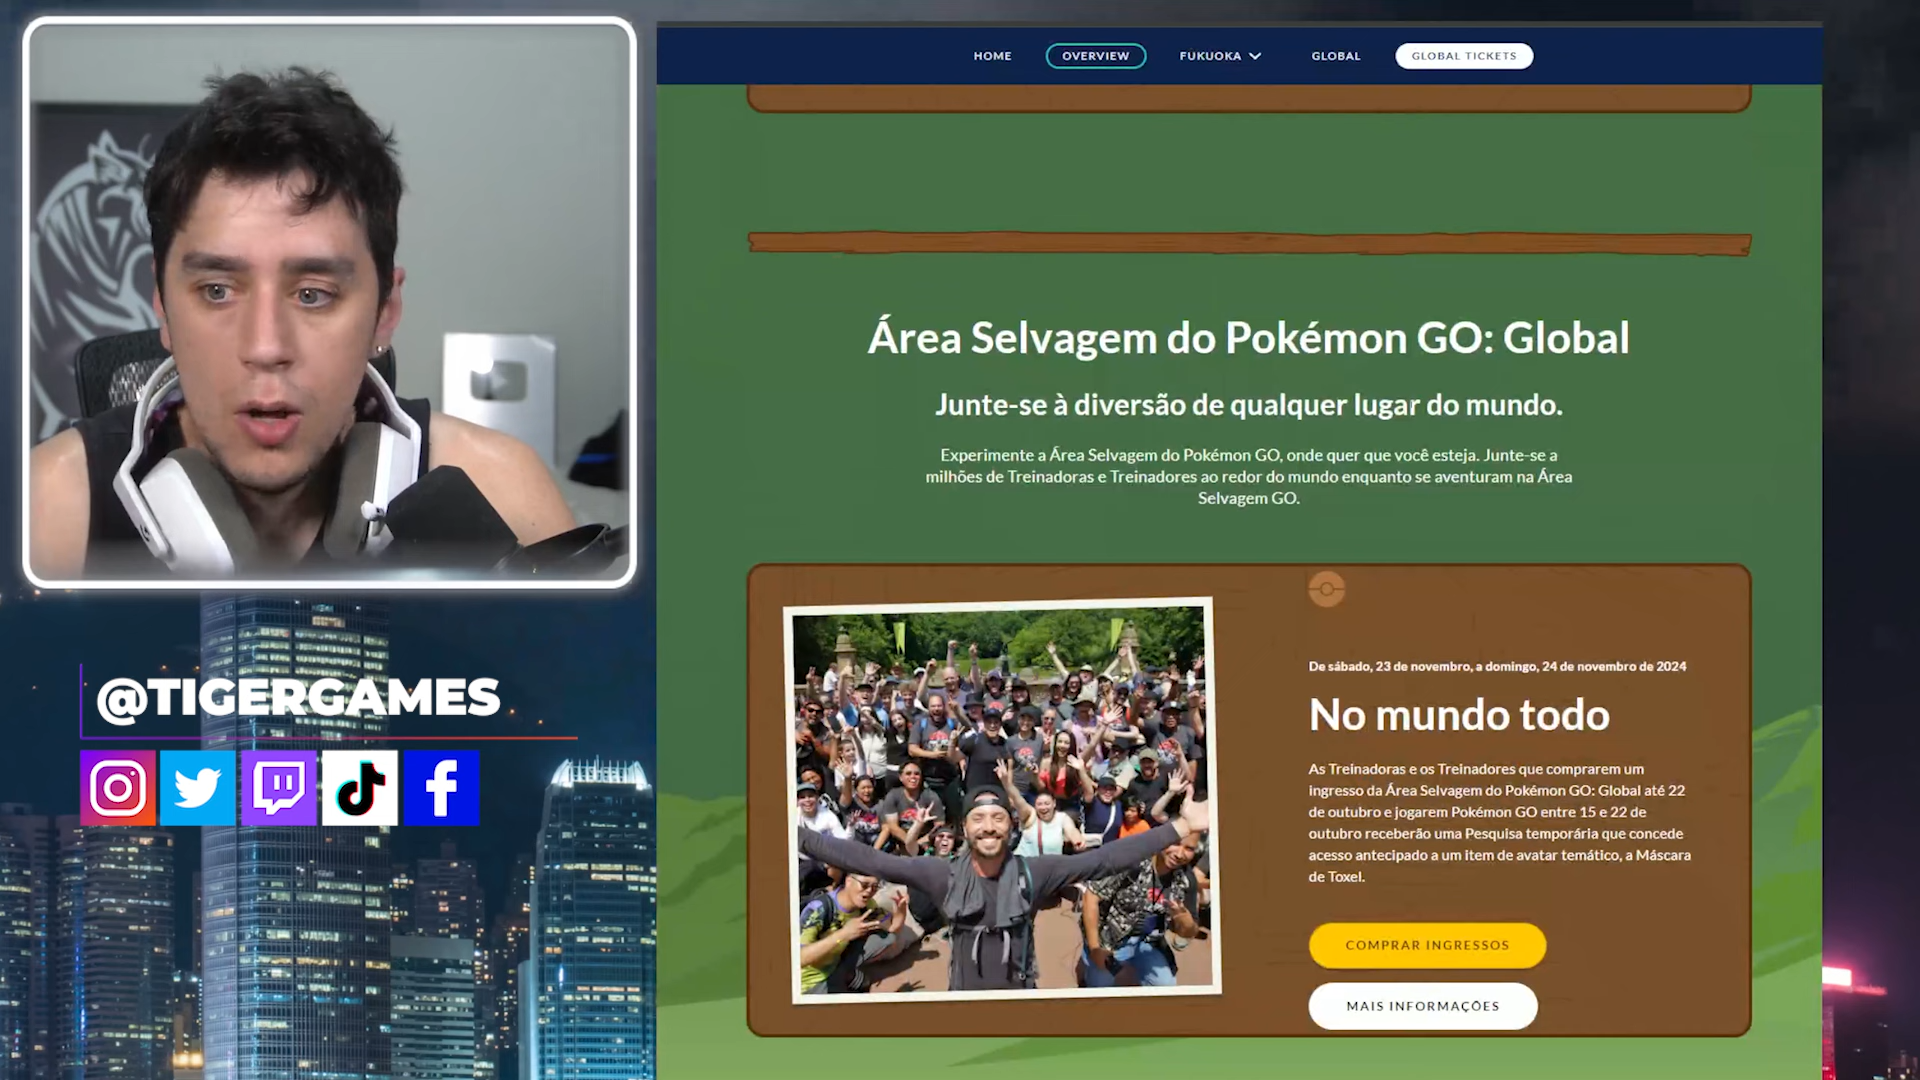 HOME
OVERVIEW
FUKUOKA
GLOBAL
GLOBAL TICKETS
Área Selvagem do Pokémon GO: Global
Junte-se à diversão de qualquer lugar do mundo.
Experimente a Área Selvagem do Pokémon GO, onde quer que você esteja. Junte-se a
milhões de Treinadoras e Treinadores ao redor do mundo enquanto se aventuram na Área
Selvagem GO.
De sábado, 23 de novembro, a domingo, 24 de novembro de 2024
No mundo todo
As Treinadoras e os Treinadores que comprarem um
ingresso da Área Selvagem do Pokémon GO: Global até 22
de outubro e jogarem Pokémon GO entre 15 e 22 de
outubro receberão uma Pesquisa temporária que concede
acesso antecipado a um item de avatar temático, a Máscara
de Toxel.
COMPRAR INGRESSOS
MAIS INFORMAÇÕES
@TIGERGAMES